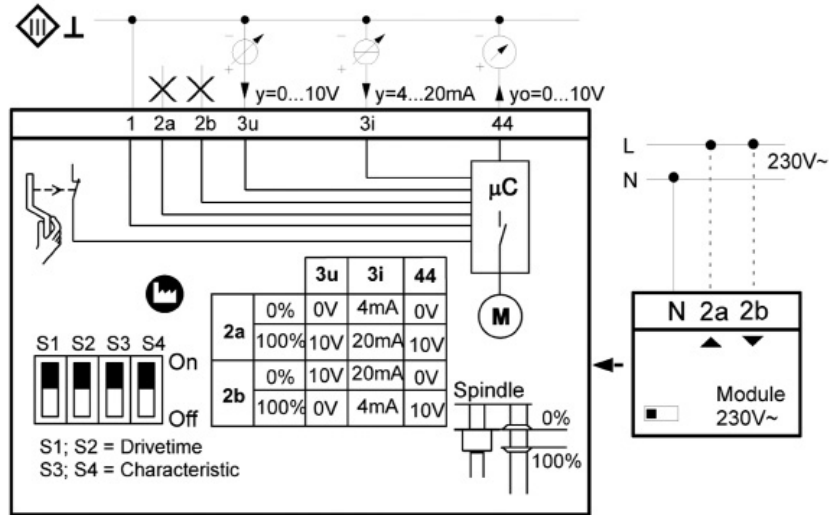 y=0...10V y=4...20mA yo=0...10V
1 2a 2b 3u 3i 44
L
230V~
N
µC
3u 3i 44
2a 0% 0V 4mA 0V
100% 10V 20mA 10V
2b 0% 10V 20mA 0V
100% 0V 4mA 10V
M
S1 S2 S3 S4
On
Off
S1; S2 = Drivetime
S3; S4 = Characteristic
Spindle
0%
100%
N 2a 2b
Module
230V~